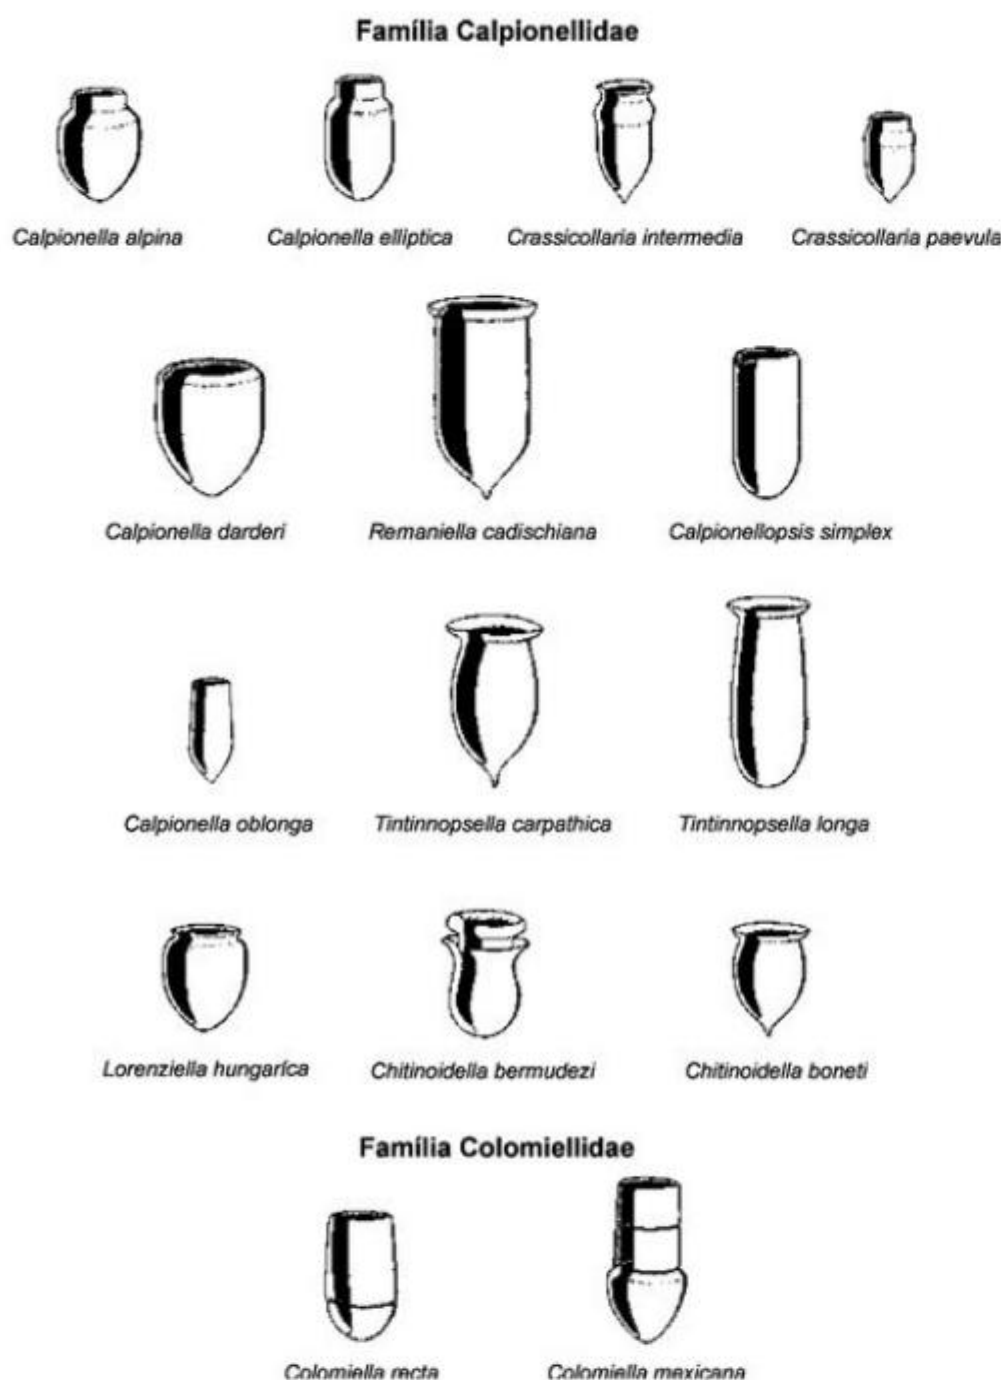 Família Calpionellidae
Calpionella alpina
Calpionella elliptica
Crassicollaria intermedia
Crassicollaria paevula
Calpionella darderi
Remaniella cadischiana
Calpionellopsis simplex
Calpionella oblonga
Tintinnopsella carpathica
Tintinnopsella longa
Lorenziella hungaríca
Chitinoidella bermudezi
Chitinoidella boneti
Família Colomiellidae
Colomiella recta
Colomiella mexicana